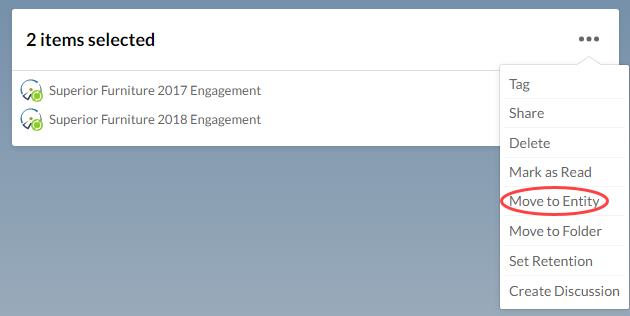 2 items selected
Superior Furniture 2017 Engagement
Superior Furniture 2018 Engagement
Tag
Share
Delete
Mark as Read
Move to Entity
Move to Folder
Set Retention
Create Discussion